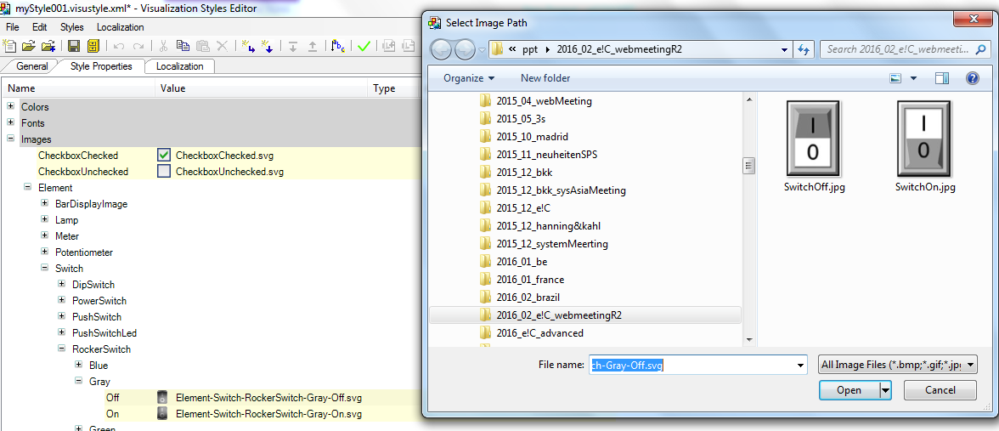 myStyle001.visustyle.xml* - Visualization Styles Editor
File Edit Styles Localization
General Style Properties Localization
Name Value Type
Colors
Fonts
Images
CheckboxChecked CheckboxChecked.svg
CheckboxUnchecked CheckboxUnchecked.svg
Element
BarDisplayImage
Lamp
Meter
Potentiometer
Switch
DipSwitch
PowerSwitch
PushSwitch
PushSwitchLed
RockerSwitch
Blue
Gray
Off Element-Switch-RockerSwitch-Gray-Off.svg
On Element-Switch-RockerSwitch-Gray-On.svg
Green
Select Image Path
« ppt 2016_02_e!C_webmeetingR2 Search 2016_02_e!C_webmeeti...
Organize New folder
2015_04_webMeeting
2015_05_3s
2015_10_madrid
2015_11_neuheitenSPS
2015_12_bkk
2015_12_bkk_sysAsiaMeeting
2015_12_e!C
2015_12_hanning&kahl
2015_12_systemMeerting
2016_01_be
2016_01_france
2016_02_brazil
2016_02_e!C_webmeetingR2
2016_e!C_advanced
I I
0 0
SwitchOff.jpg SwitchOn.jpg
File name: ch-Gray-Off.svg All Image Files (*.bmp;*.gif;*.jpg
Open Cancel